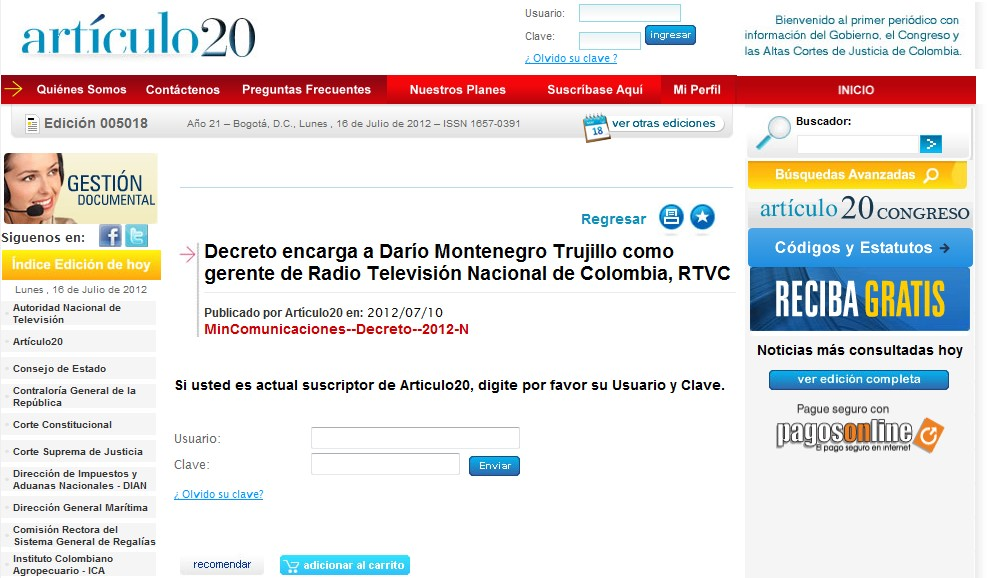 artículo20
Usuario:
Clave:
ingresar
¿ Olvido su clave ?
Bienvenido al primer periódico con
información del Gobierno, el Congreso y
las Altas Cortes de Justicia de Colombia.
Quiénes Somos
Contáctenos
Preguntas Frecuentes
Nuestros Planes
Suscríbase Aquí
Mi Perfil
INICIO
Edición 005018
Año 21 – Bogotá, D.C., Lunes , 16 de Julio de 2012 – ISSN 1657-0391
18
ver otras ediciones
Buscador:
>
Búsquedas Avanzadas
artículo 20 CONGRESO
Códigos y Estatutos
RECIBA GRATIS
Noticias más consultadas hoy
ver edición completa
Pague seguro con
pagosonline
El pago seguro en internet
GESTIÓN
DOCUMENTAL
Siguenos en:
f
t
Índice Edición de hoy
Lunes , 16 de Julio de 2012
Autoridad Nacional de
Televisión
Artículo20
Consejo de Estado
Contraloría General de la
República
Corte Constitucional
Corte Suprema de Justicia
Dirección de Impuestos y
Aduanas Nacionales - DIAN
Dirección General Marítima
Comisión Rectora del
Sistema General de Regalías
Instituto Colombiano
Agropecuario - ICA
Regresar
Decreto encarga a Darío Montenegro Trujillo como
gerente de Radio Televisión Nacional de Colombia, RTVC
Publicado por Artículo20 en: 2012/07/10
MinComunicaciones--Decreto--2012-N
Si usted es actual suscriptor de Articulo20, digite por favor su Usuario y Clave.
Usuario:
Clave:
Enviar
¿ Olvido su clave?
recomendar
adicionar al carrito